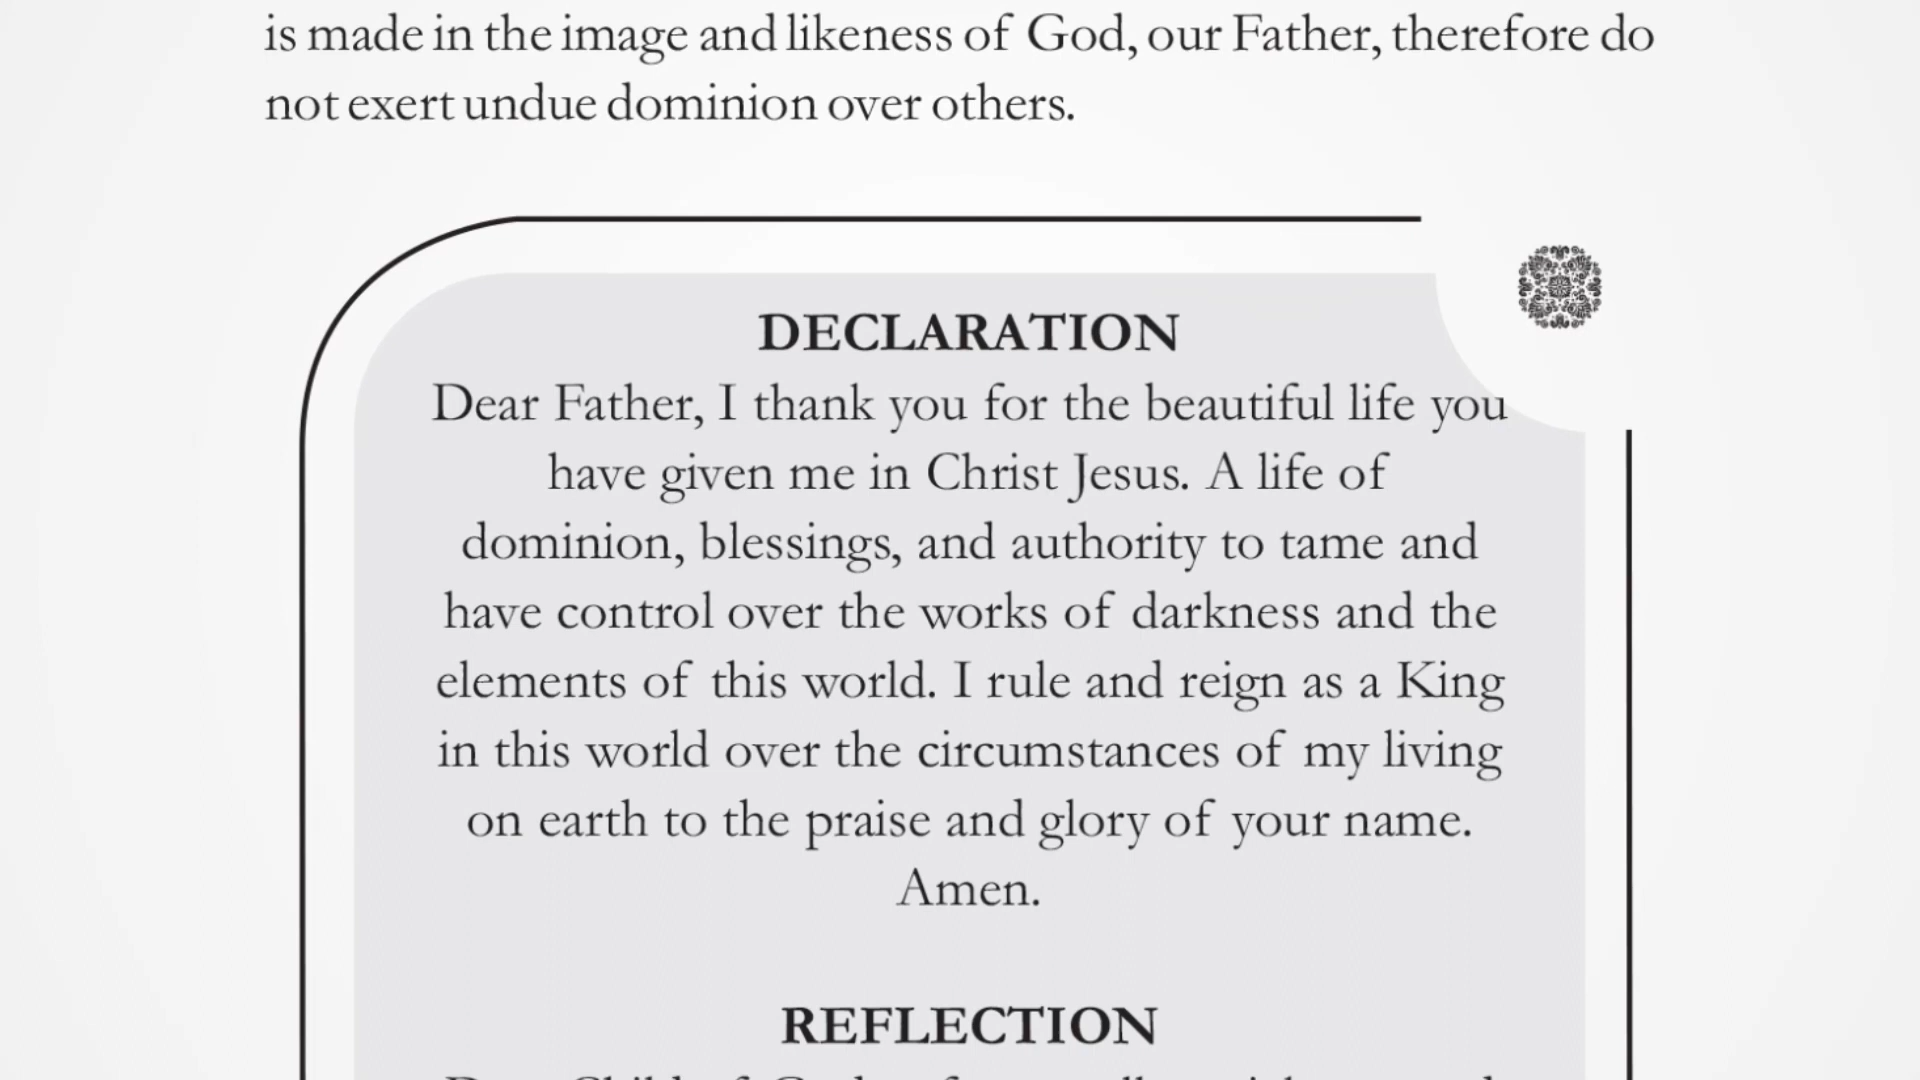 is made in the image and likeness of God, our Father, therefore do
not exert undue dominion over others.
DECLARATION
Dear Father, I thank you for the beautiful life you
have given me in Christ Jesus. A life of
dominion, blessings, and authority to tame and
have control over the works of darkness and the
elements of this world. I rule and reign as a King
in this world over the circumstances of my living
on earth to the praise and glory of your name.
Amen.
REFLECTION